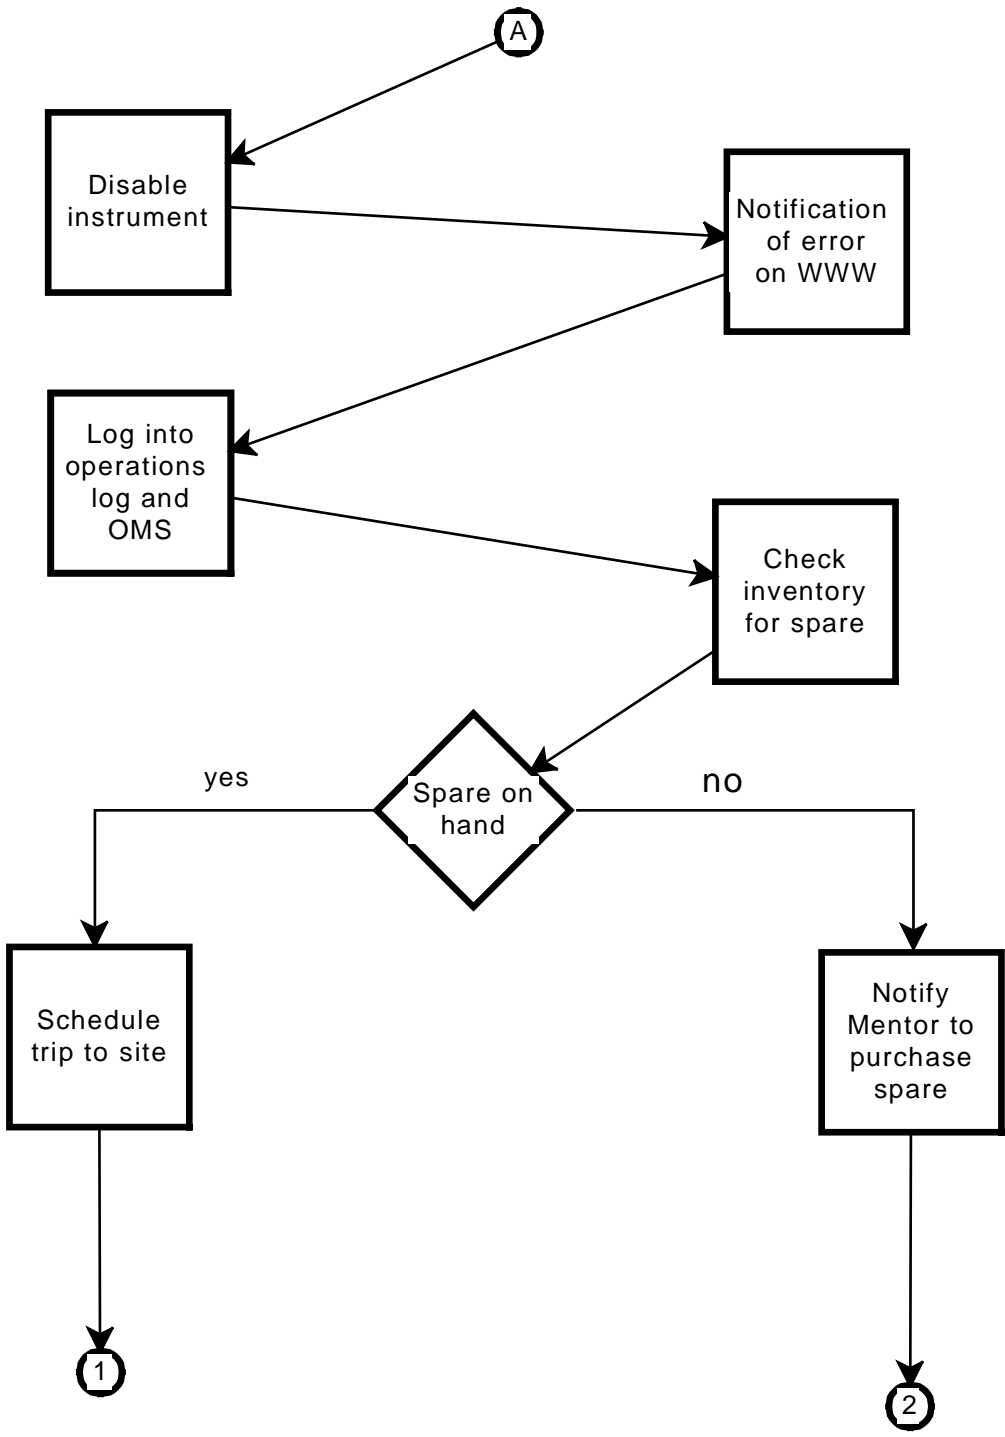 A
Disable
instrument
Notification
of error
on WWW
Log into
operations
log and
OMS
Check
inventory
for spare
Spare on
hand
yes
no
Schedule
trip to site
Notify
Mentor to
purchase
spare
1
2